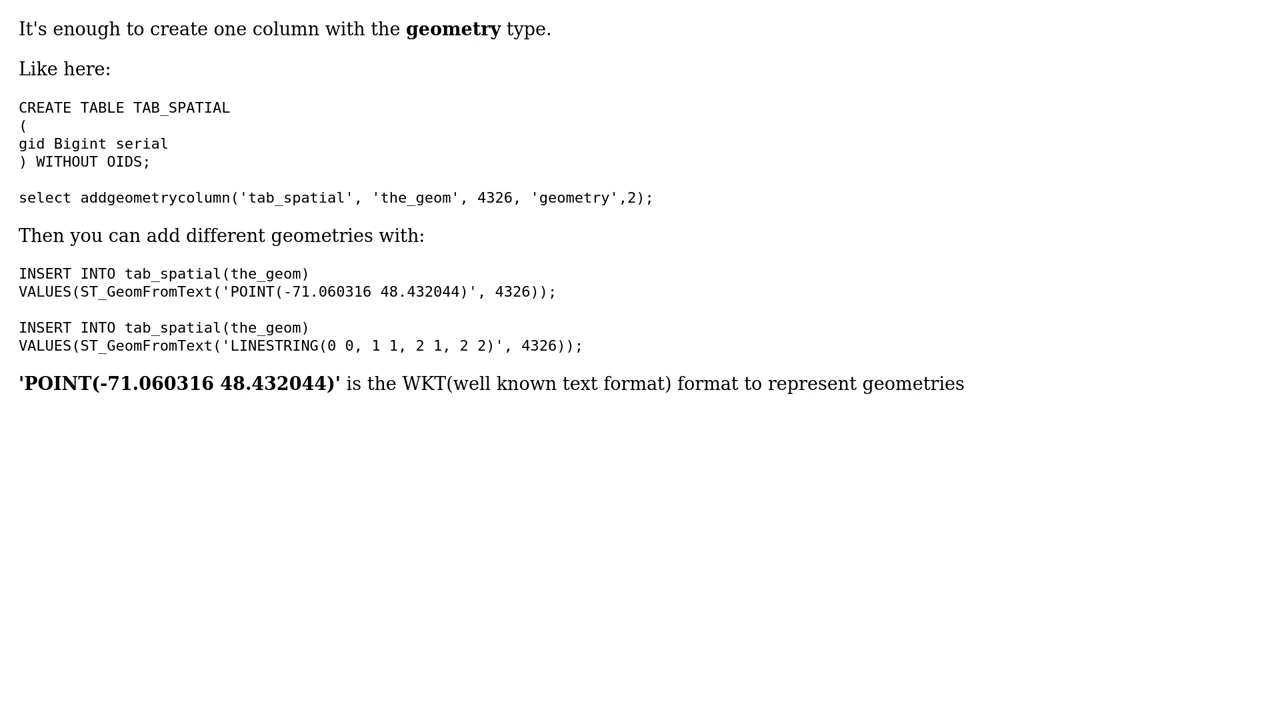 It's enough to create one column with the geometry type.
Like here:
CREATE TABLE TAB_SPATIAL
(
gid Bigint serial
) WITHOUT OIDS;
select addgeometrycolumn('tab_spatial', 'the_geom', 4326, 'geometry',2);
Then you can add different geometries with:
INSERT INTO tab_spatial(the_geom)
VALUES(ST_GeomFromText('POINT(-71.060316 48.432044)', 4326));
INSERT INTO tab_spatial(the_geom)
VALUES(ST_GeomFromText('LINESTRING(0 0, 1 1, 2 1, 2 2)', 4326));
'POINT(-71.060316 48.432044)' is the WKT(well known text format) format to represent geometries